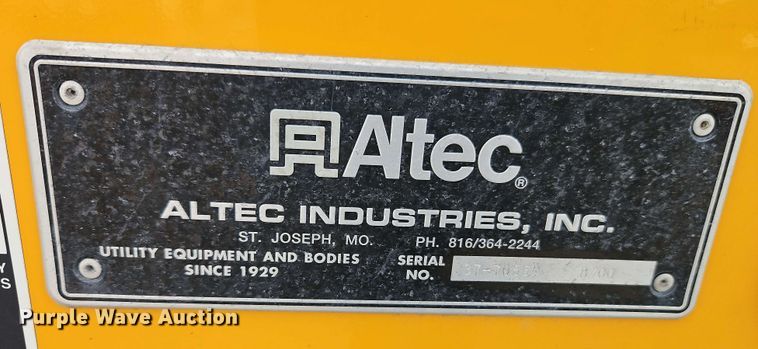 Altec®
ALTEC INDUSTRIES, INC.
ST. JOSEPH, MO. PH. 816/364-2244
UTILITY EQUIPMENT AND BODIES
SINCE 1929
SERIAL
NO.
Y
S
Purple Wave Auction